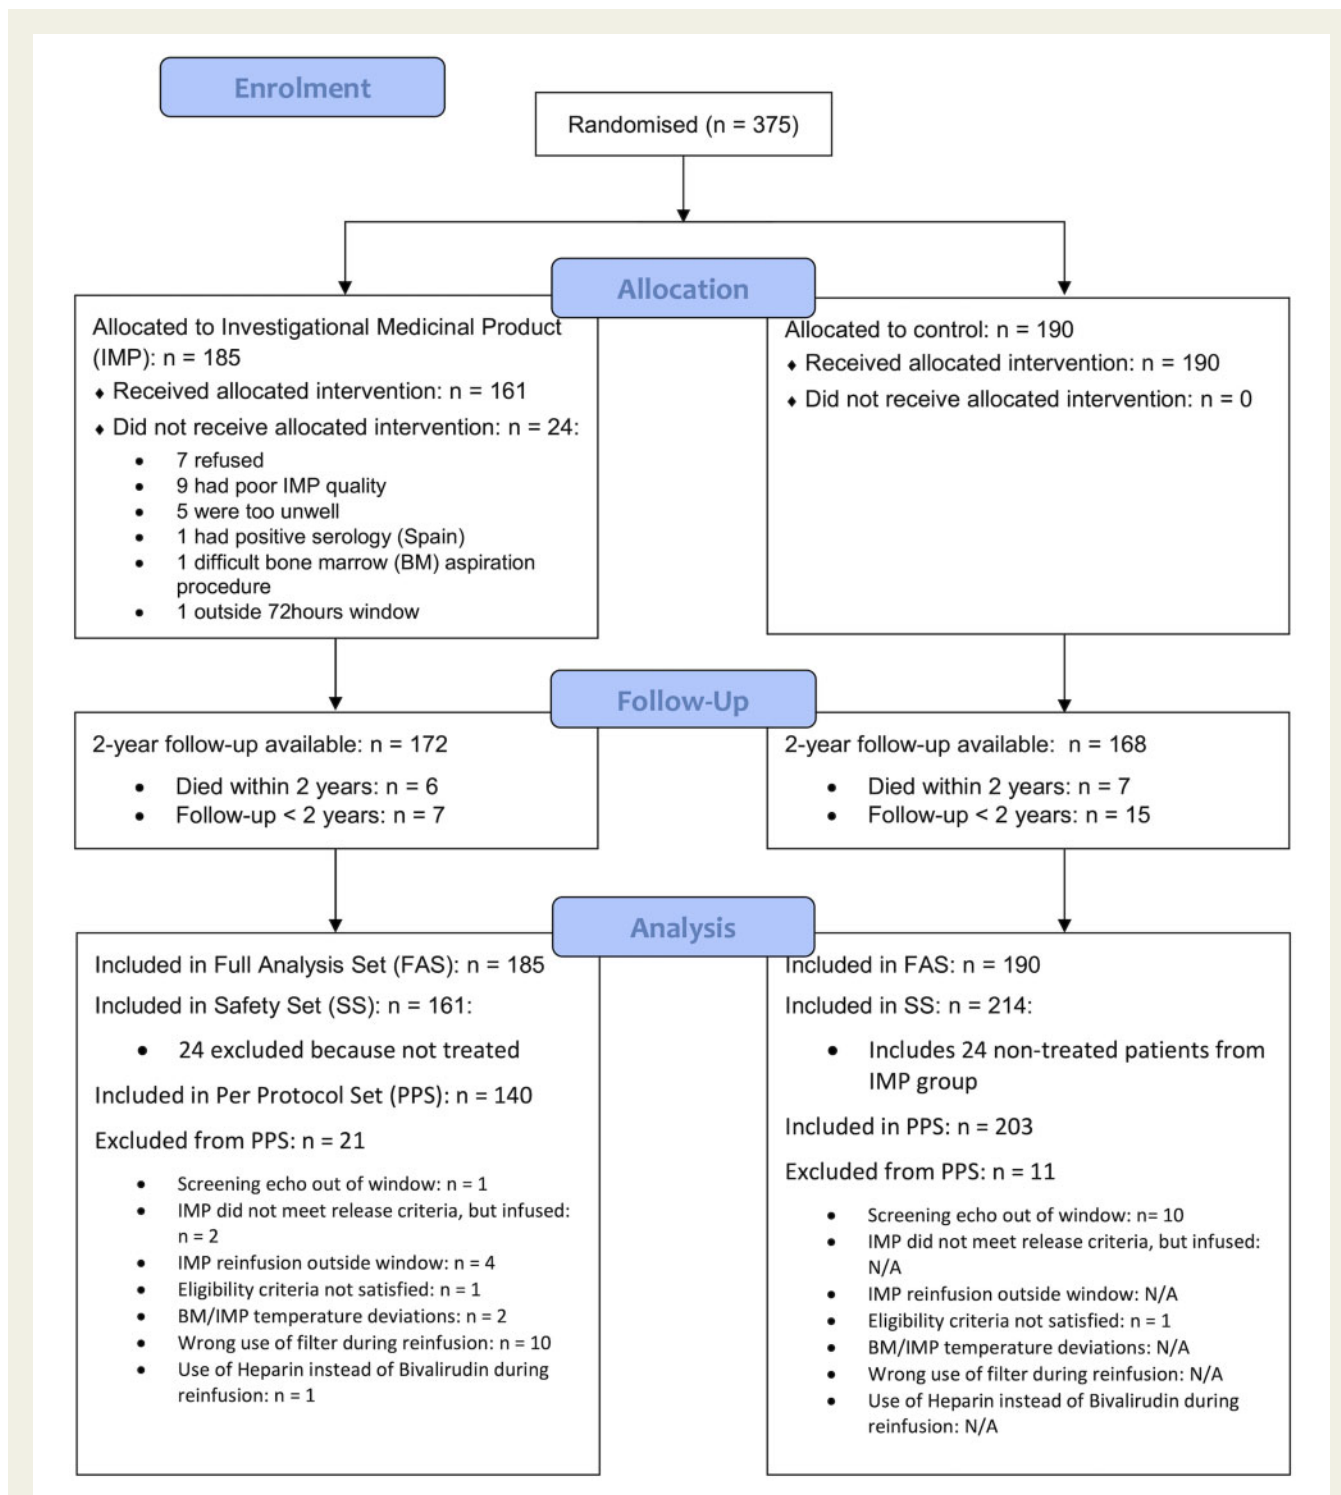 Enrolment
Randomised (n = 375)
Allocation
Allocated to Investigational Medicinal Product
(IMP): n = 185
♦ Received allocated intervention: n = 161
♦ Did not receive allocated intervention: n = 24:
• 7 refused
• 9 had poor IMP quality
• 5 were too unwell
• 1 had positive serology (Spain)
• 1 difficult bone marrow (BM) aspiration
procedure
• 1 outside 72hours window
Allocated to control: n = 190
♦ Received allocated intervention: n = 190
♦ Did not receive allocated intervention: n = 0
Follow-Up
2-year follow-up available: n = 172
• Died within 2 years: n = 6
• Follow-up < 2 years: n = 7
2-year follow-up available: n = 168
• Died within 2 years: n = 7
• Follow-up < 2 years: n = 15
Analysis
Included in Full Analysis Set (FAS): n = 185
Included in Safety Set (SS): n = 161:
• 24 excluded because not treated
Included in Per Protocol Set (PPS): n = 140
Excluded from PPS: n = 21
• Screening echo out of window: n = 1
• IMP did not meet release criteria, but infused:
n = 2
• IMP reinfusion outside window: n = 4
• Eligibility criteria not satisfied: n = 1
• BM/IMP temperature deviations: n = 2
• Wrong use of filter during reinfusion: n = 10
• Use of Heparin instead of Bivalirudin during
reinfusion: n = 1
Included in FAS: n = 190
Included in SS: n = 214:
• Includes 24 non-treated patients from
IMP group
Included in PPS: n = 203
Excluded from PPS: n = 11
• Screening echo out of window: n= 10
• IMP did not meet release criteria, but infused:
N/A
• IMP reinfusion outside window: N/A
• Eligibility criteria not satisfied: n = 1
• BM/IMP temperature deviations: N/A
• Wrong use of filter during reinfusion: N/A
• Use of Heparin instead of Bivalirudin during
reinfusion: N/A